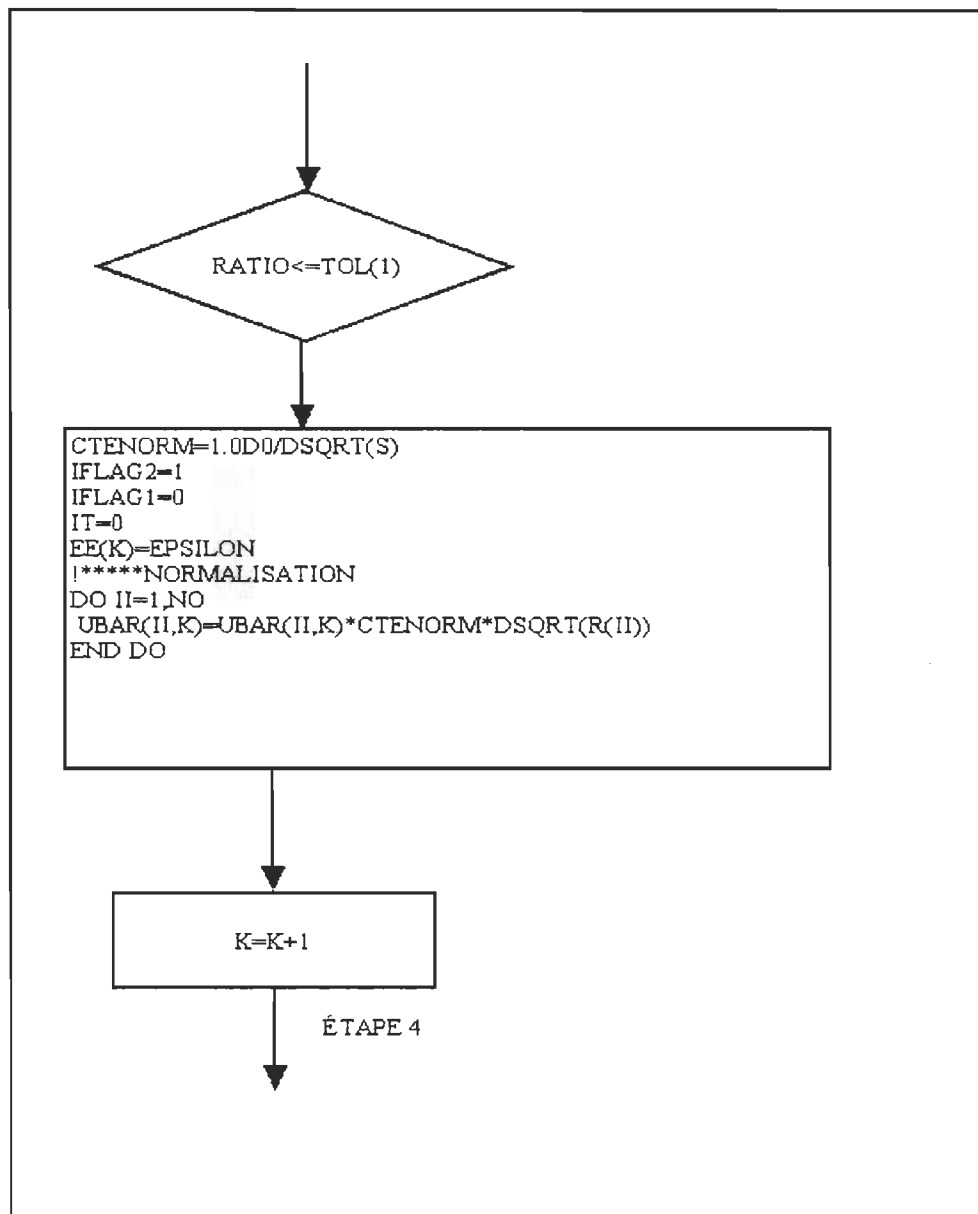 RATIO<=TOL(1)
CTENORM=1.0D0/DSQRT(S)
IFLAG2=1
IFLAG1=0
IT=0
EE(K)=EPSILON
!*****NORMALISATION
DO II=1,NO
UBAR(II,K)=UBAR(II,K)*CTENORM*DSQRT(R(II))
END DO
K=K+1
ÉTAPE 4